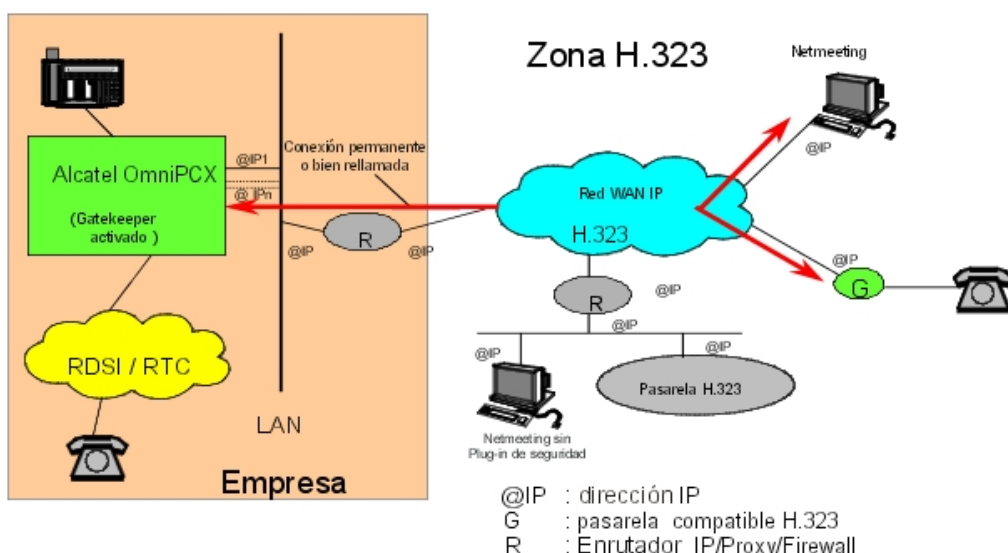 Zona H.323
Netmeeting
@IP
Alcatel OmniPCX
(Gatekeeper
activado )
@IP1
@ IPn
Conexión permanente
o bien rellamada
R
@IP
@IP
Red WAN IP
H.323
@IP
G
R
@IP
@IP
RDSI / RTC
LAN
Empresa
@IP
@IP
Pasarela H.323
Netmeeting sin
Plug-in de seguridad
@IP : dirección IP
G : pasarela compatible H.323
R : Enrutador IP/Proxy/Firewall